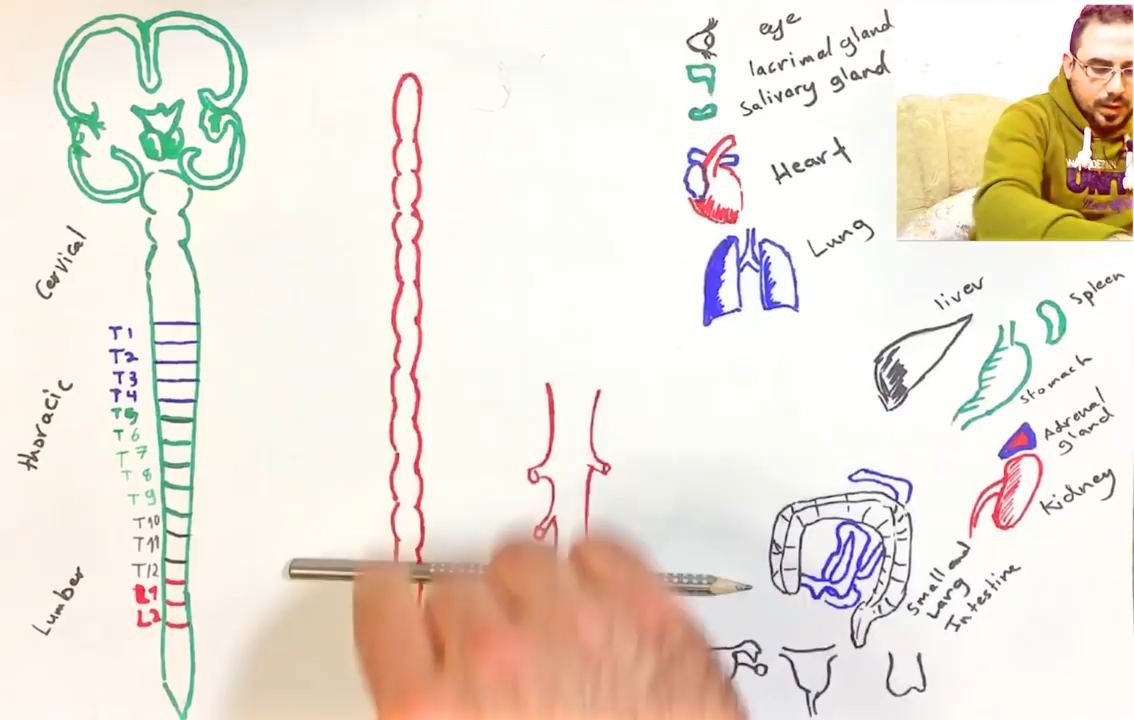 eye
lacrimal gland
Salivary gland
Heart
Lung
liver
Spleen
Stomach
Adrenal
gland
Kidney
Small and
Larg
Intestine
Cervical
thoracic
Lumber
T1
T2
T3
T4
T5
T6
T7
T8
T9
T10
T11
T12
L1
L2
UNIT